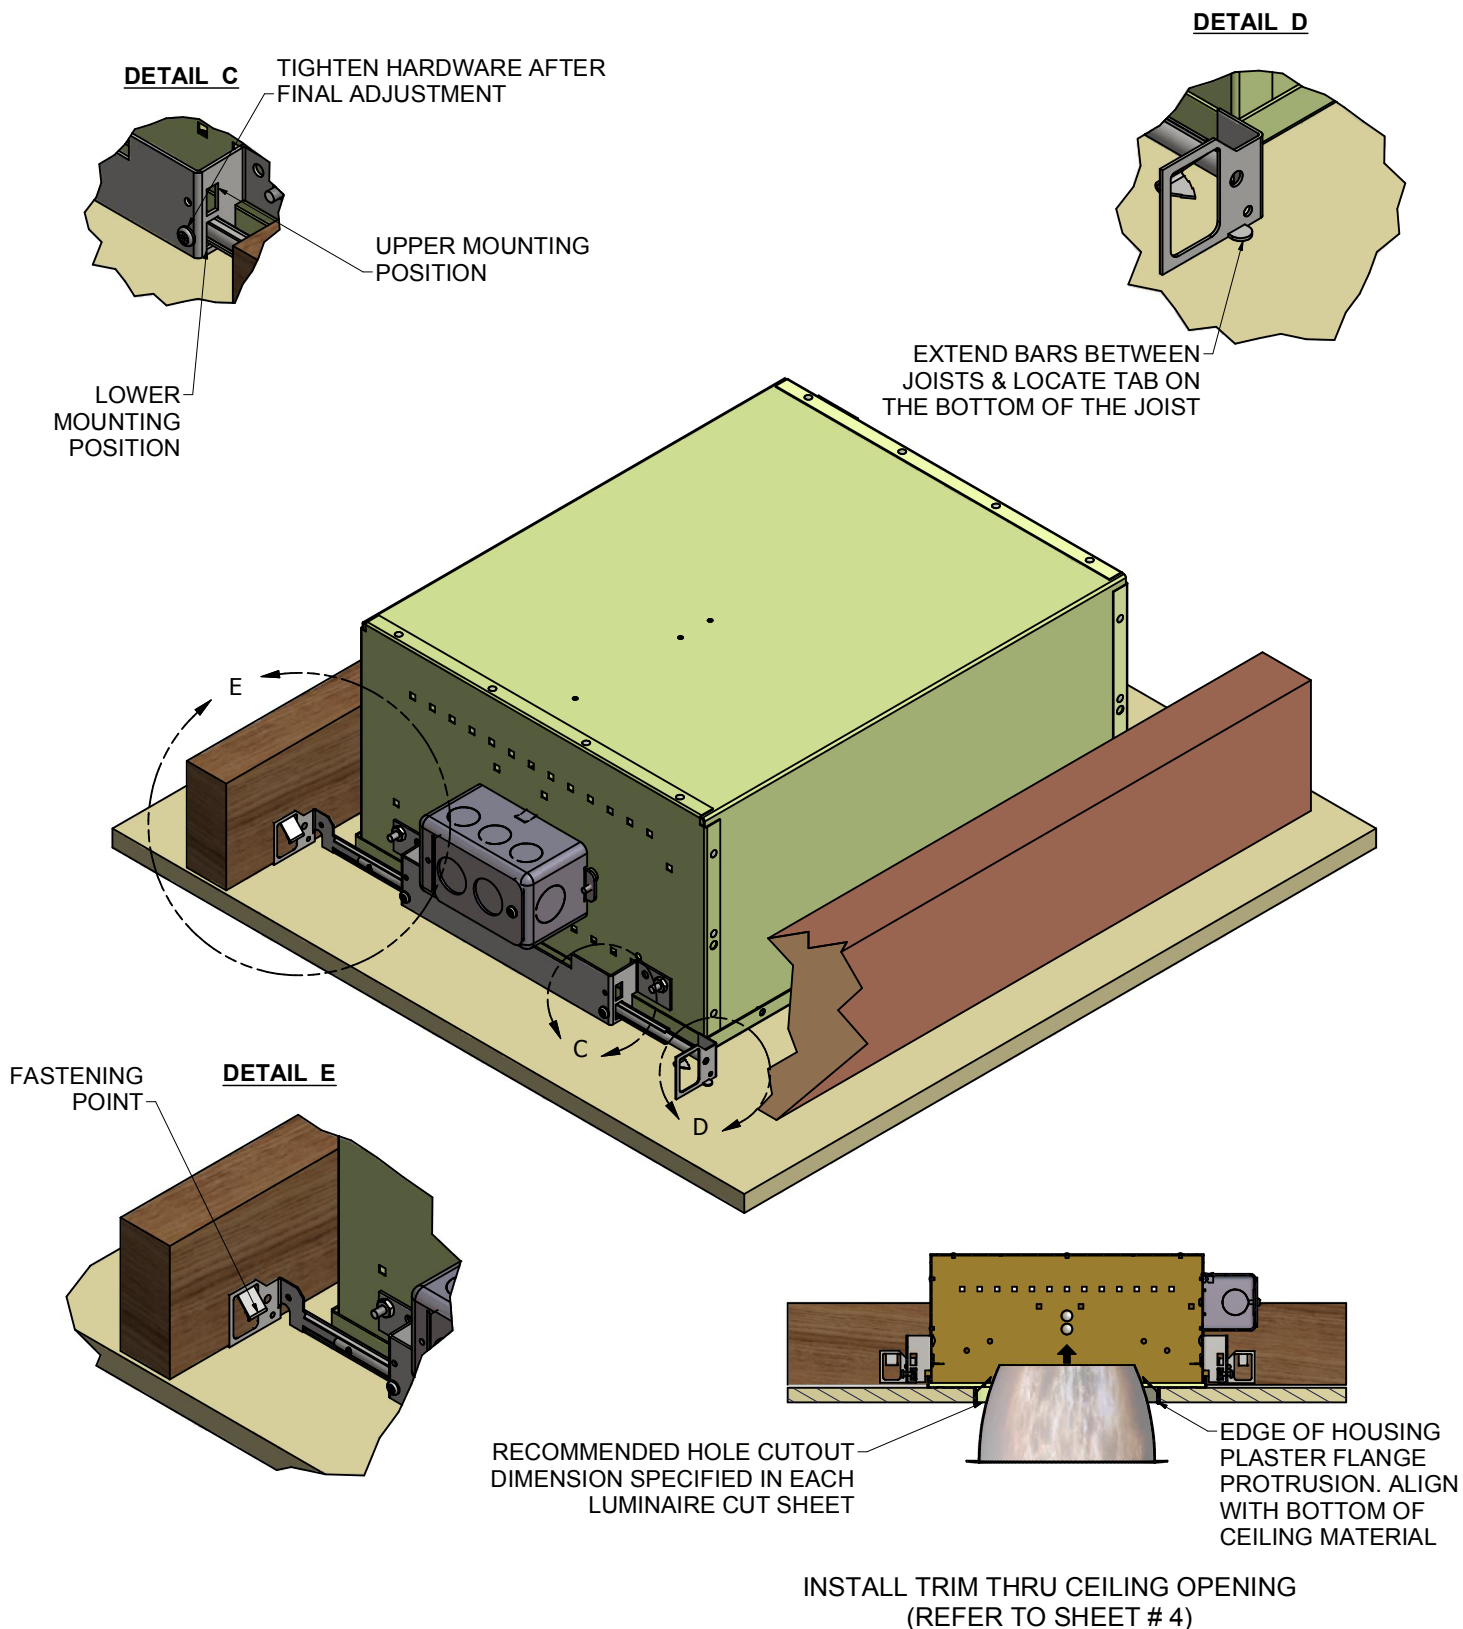 DETAIL D
DETAIL C
TIGHTEN HARDWARE AFTER
FINAL ADJUSTMENT
UPPER MOUNTING
POSITION
LOWER
MOUNTING
POSITION
EXTEND BARS BETWEEN
JOISTS & LOCATE TAB ON
THE BOTTOM OF THE JOIST
E
C
D
DETAIL E
FASTENING
POINT
RECOMMENDED HOLE CUTOUT
DIMENSION SPECIFIED IN EACH
LUMINAIRE CUT SHEET
EDGE OF HOUSING
PLASTER FLANGE
PROTRUSION. ALIGN
WITH BOTTOM OF
CEILING MATERIAL
INSTALL TRIM THRU CEILING OPENING
(REFER TO SHEET # 4)